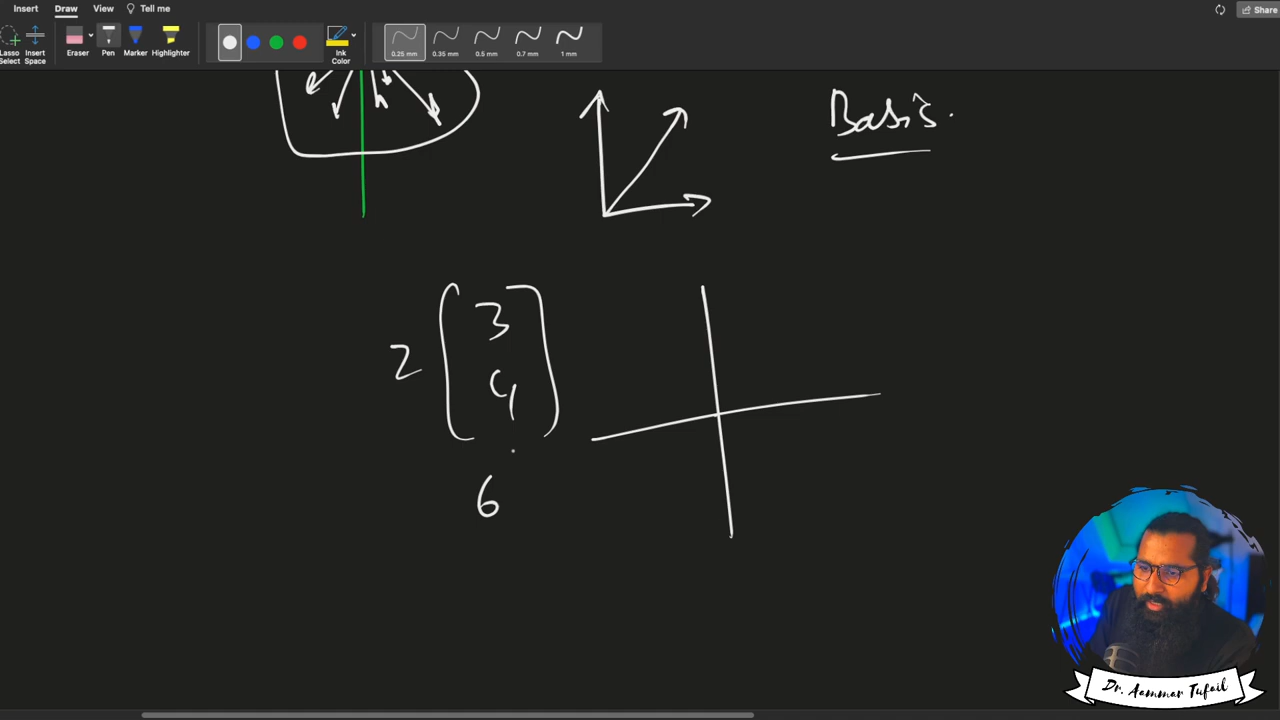 Insert Draw View Tell me
Share
Lasso Select
Insert Space
Eraser
Pen
Marker
Highlighter
Ink Color
0.25 mm
0.35 mm
0.5 mm
0.7 mm
1 mm
h
Basis.
3
2
4
6
Dr. Aammar Tufail